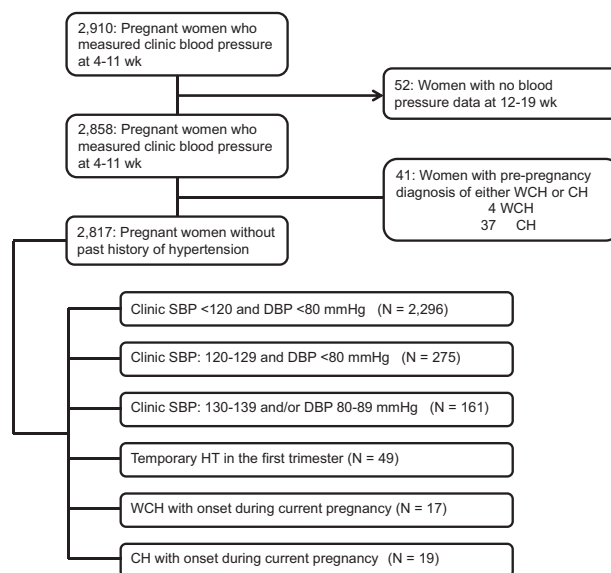 2,910: Pregnant women who
measured clinic blood pressure
at 4-11 wk
52: Women with no blood
pressure data at 12-19 wk
2,858: Pregnant women who
measured clinic blood pressure
at 4-11 wk
41: Women with pre-pregnancy
diagnosis of either WCH or CH
4 WCH
37 CH
2,817: Pregnant women without
past history of hypertension
Clinic SBP <120 and DBP <80 mmHg (N = 2,296)
Clinic SBP: 120-129 and DBP <80 mmHg (N = 275)
Clinic SBP: 130-139 and/or DBP 80-89 mmHg (N = 161)
Temporary HT in the first trimester (N = 49)
WCH with onset during current pregnancy (N = 17)
CH with onset during current pregnancy (N = 19)